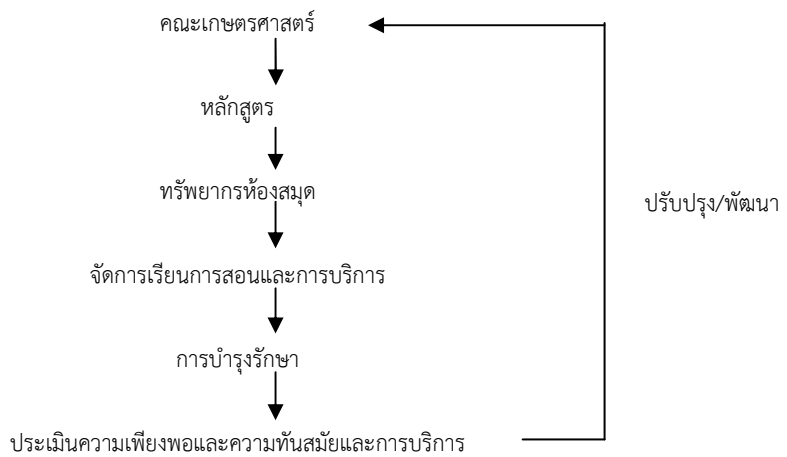 คณะเกษตรศาสตร์
หลักสูตร
ทรัพยากรห้องสมุด
ปรับปรุง/พัฒนา
จัดการเรียนการสอนและการบริการ
การบำรุงรักษา
ประเมินความเพียงพอและความทันสมัยและการบริการ